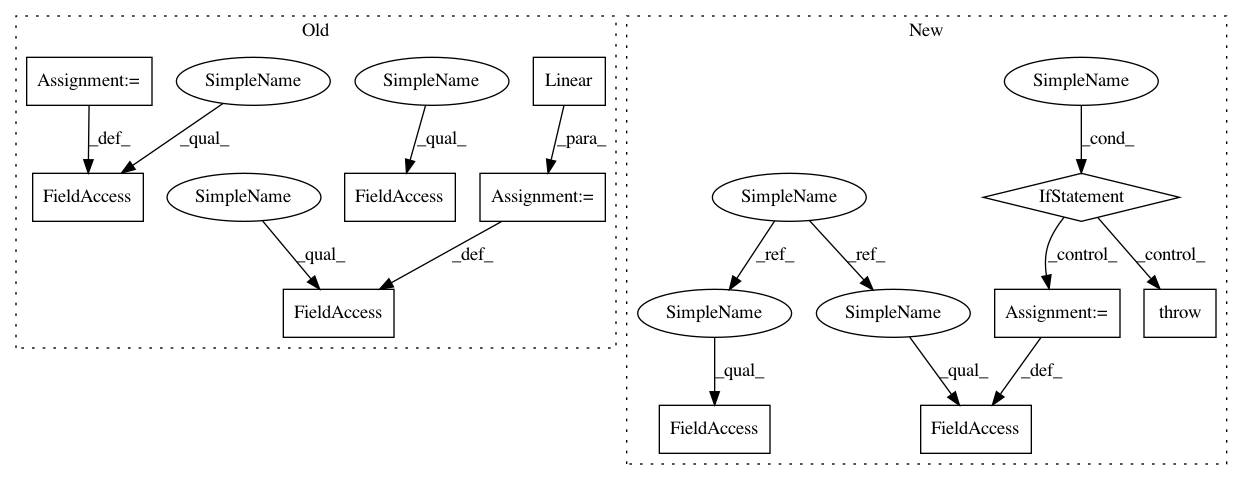 Old
New
Assignment:=
SimpleName
SimpleName
Linear
SimpleName
_def_
_qual_
_qual_
_para_
_cond_
FieldAccess
SimpleName
FieldAccess
Assignment:=
SimpleName
IfStatement
_qual_
_def_
_ref_
_ref_
_control_
_control_
FieldAccess
SimpleName
SimpleName
Assignment:=
throw
_qual_
_qual_
_def_
FieldAccess
FieldAccess